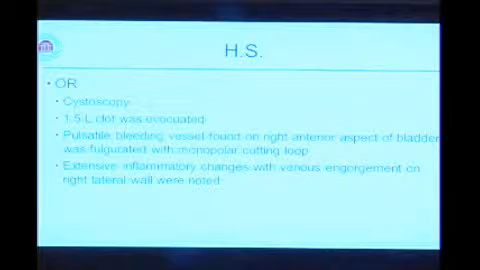 H.S.
• OR
• Cystoscopy
• 1.5 L clot was evacuated
• Pulsatile bleeding vessel found on right anterior aspect of bladder
was fulgurated with monopolar cutting loop
• Extensive inflammatory changes with venous engorgement on
right lateral wall were noted